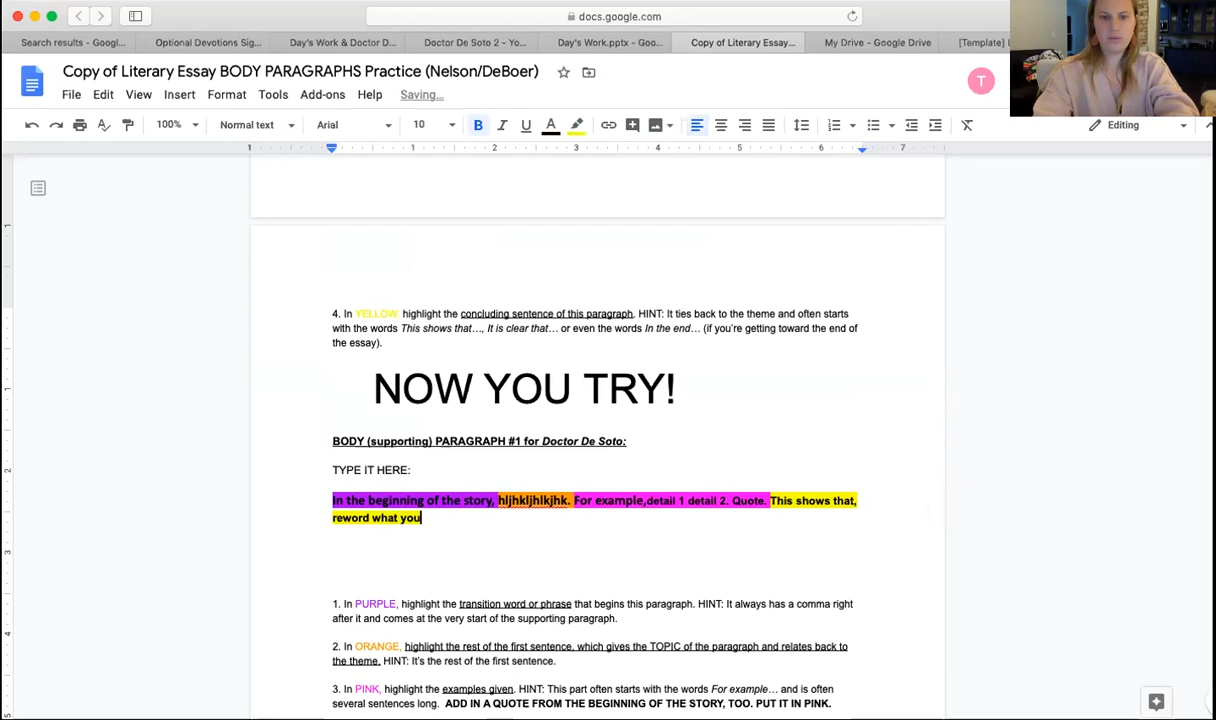 docs.google.com
Search results - Googl...
Optional Devotions Sig...
Day's Work & Doctor D...
Doctor De Soto 2 - Yo...
Day's Work.pptx - Goo...
Copy of Literary Essay...
My Drive - Google Drive
[Template] L
Copy of Literary Essay BODY PARAGRAPHS Practice (Nelson/DeBoer)
T
File Edit View Insert Format Tools Add-ons Help Saving...
100% Normal text Arial 10 B I U A Editing
1 1 2 3 4 5 6 7
4. In YELLOW, highlight the concluding sentence of this paragraph. HINT: It ties back to the theme and often starts
with the words This shows that…, It is clear that… or even the words In the end… (if you're getting toward the end of
the essay).
NOW YOU TRY!
BODY (supporting) PARAGRAPH #1 for Doctor De Soto:
TYPE IT HERE:
In the beginning of the story, hljhkljhlkjhk. For example,detail 1 detail 2. Quote. This shows that,
reword what you
1. In PURPLE, highlight the transition word or phrase that begins this paragraph. HINT: It always has a comma right
after it and comes at the very start of the supporting paragraph.
2. In ORANGE, highlight the rest of the first sentence, which gives the TOPIC of the paragraph and relates back to
the theme. HINT: It's the rest of the first sentence.
3. In PINK, highlight the examples given. HINT: This part often starts with the words For example… and is often
several sentences long. ADD IN A QUOTE FROM THE BEGINNING OF THE STORY, TOO. PUT IT IN PINK.